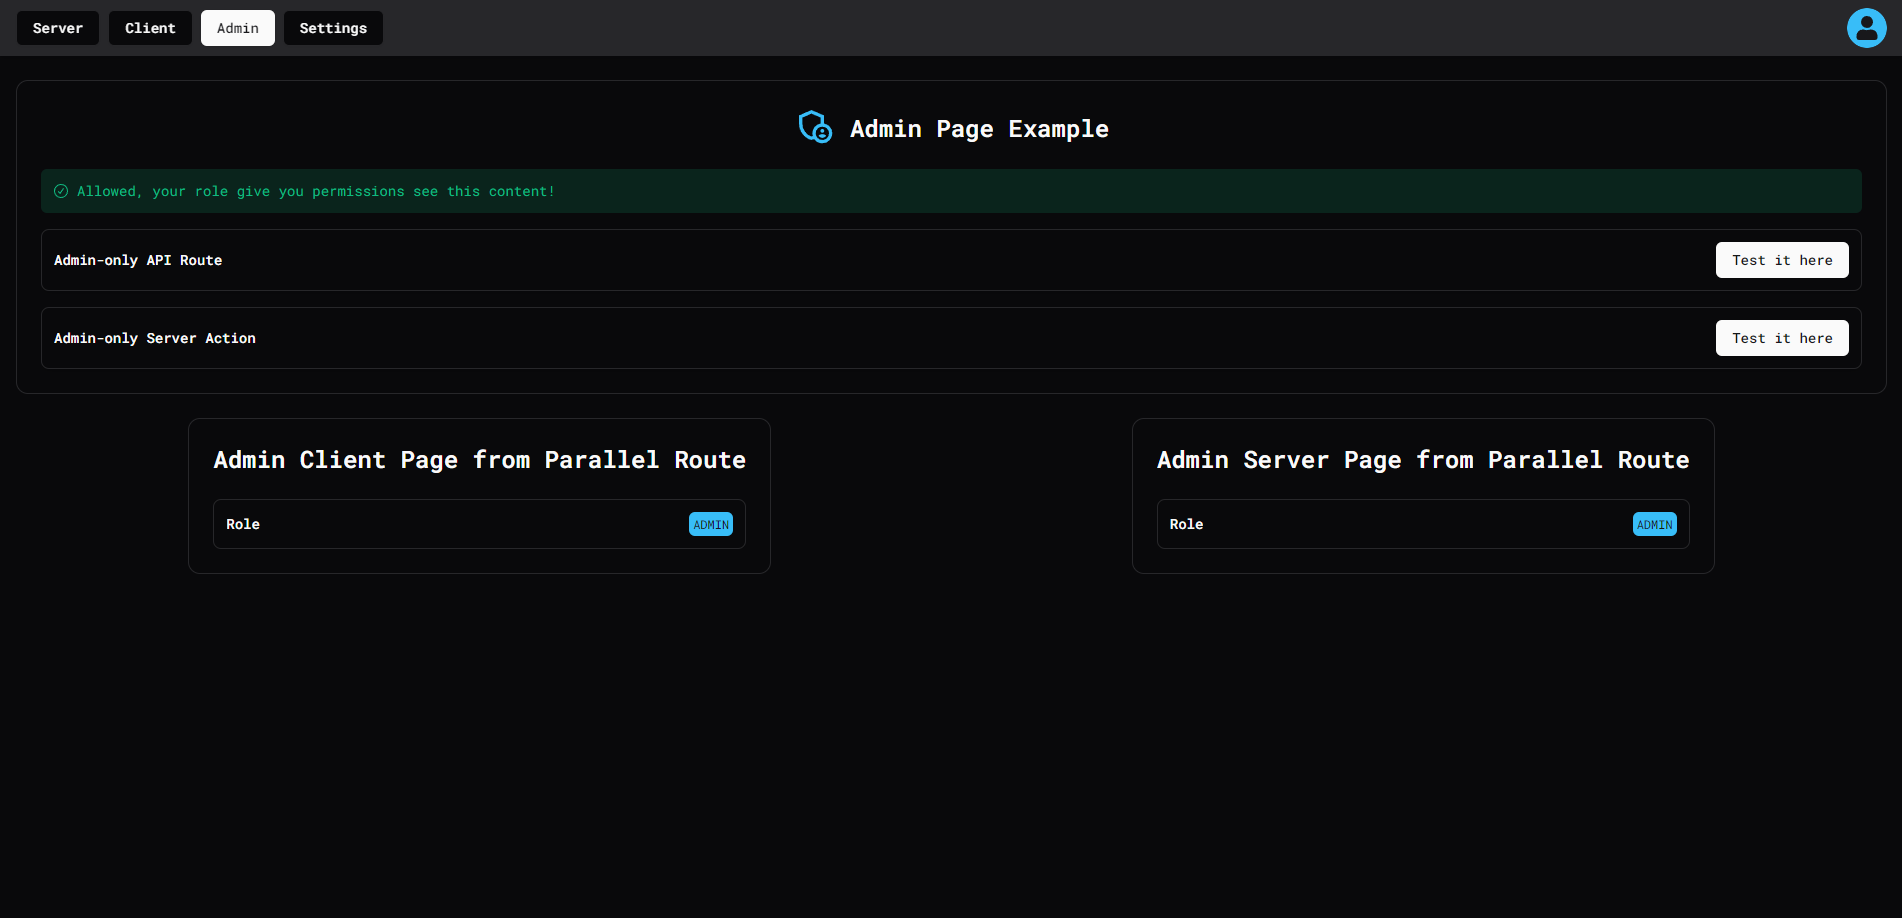 Server Client Admin Settings
Admin Page Example
Allowed, your role give you permissions see this content!
Admin-only API Route Test it here
Admin-only Server Action Test it here
Admin Client Page from Parallel Route
Role ADMIN
Admin Server Page from Parallel Route
Role ADMIN